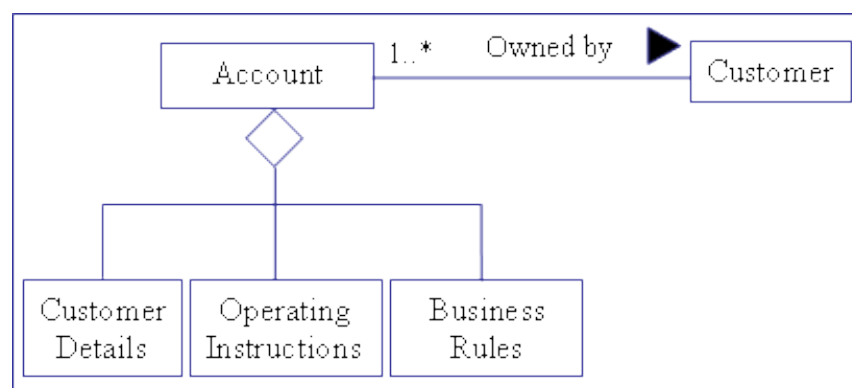 Account
1..*
Owned by
Customer
Customer
Details
Operating
Instructions
Business
Rules